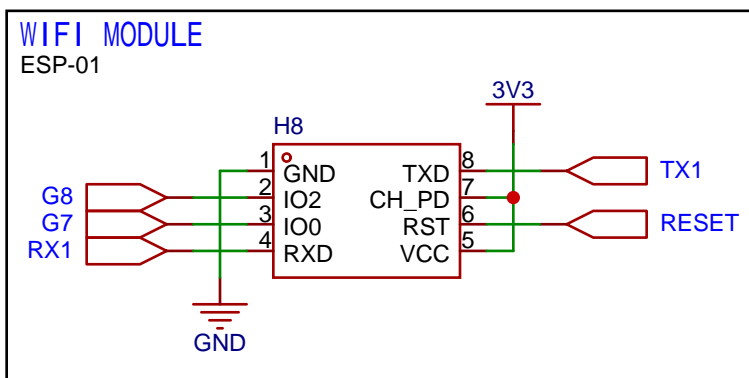 WIFI MODULE
ESP-01
3V3
H8
1 GND TXD 8 TX1
G8 2 IO2 CH_PD 7
G7 3 IO0 RST 6 RESET
RX1 4 RXD VCC 5
GND